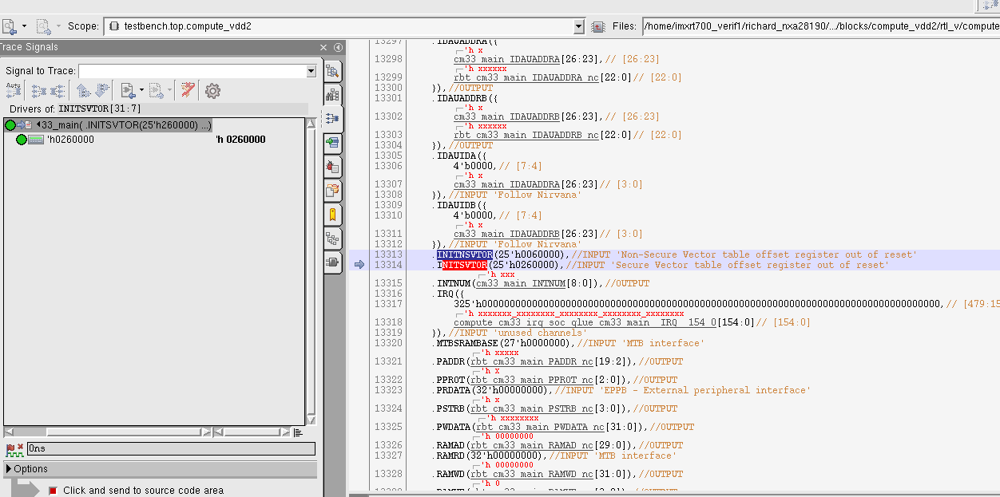 Scope: testbench.top.compute_vdd2 Files: /home/imxrt700_verif1/richard_nxa28190/.../blocks/compute_vdd2/rtl_v/compute
Trace Signals
Signal to Trace:
Drivers of: INITSVTOR[31:7]
33_main( .INITSVTOR(25'h260000) ...)
'h0260000 'h 0260000
0ns
Options
Click and send to source code area
13297 .IDAUADDRA({
'h x
13298 cm33_main_IDAUADDRA[26:23],// [26:23]
'h xxxxxx
13299 rbt_cm33_main_IDAUADDRA_nc[22:0]// [22:0]
13300 }),//OUTPUT
13301 .IDAUADDRB({
'h x
13302 cm33_main_IDAUADDRB[26:23],// [26:23]
'h xxxxxx
13303 rbt_cm33_main_IDAUADDRB_nc[22:0]// [22:0]
13304 }),//OUTPUT
13305 .IDAUIDA({
13306 4'b0000,// [7:4]
'h x
13307 cm33_main_IDAUADDRA[26:23]// [3:0]
13308 }),//INPUT 'Follow Nirvana'
13309 .IDAUIDB({
13310 4'b0000,// [7:4]
'h x
13311 cm33_main_IDAUADDRB[26:23]// [3:0]
13312 }),//INPUT 'Follow Nirvana'
13313 .INITNSVTOR(25'h0060000),//INPUT 'Non-Secure Vector table offset register out of reset'
13314 .INITSVTOR(25'h0260000),//INPUT 'Secure Vector table offset register out of reset'
'h xxx
13315 .INTNUM(cm33_main_INTNUM[8:0]),//OUTPUT
13316 .IRQ({
13317 // [479:15
'h xxxxxxx_xxxxxxxx_xxxxxxxx_xxxxxxxx_xxxxxxxx
13318 compute_cm33_irq_soc_glue_cm33_main__IRQ__154_0[154:0]// [154:0]
13319 }),//INPUT 'unused channels'
13320 .MTBSRAMBASE(27'h0000000),//INPUT 'MTB interface'
'h xxxxx
13321 .PADDR(rbt_cm33_main_PADDR_nc[19:2]),//OUTPUT
'h x
13322 .PPROT(rbt_cm33_main_PPROT_nc[2:0]),//OUTPUT
13323 .PRDATA(32'h00000000),//INPUT 'EPPB - External peripheral interface'
'h x
13324 .PSTRB(rbt_cm33_main_PSTRB_nc[3:0]),//OUTPUT
'h xxxxxxxx
13325 .PWDATA(rbt_cm33_main_PWDATA_nc[31:0]),//OUTPUT
'h 00000000
13326 .RAMAD(rbt_cm33_main_RAMAD_nc[29:0]),//OUTPUT
13327 .RAMRD(32'h00000000),//INPUT 'MTB interface'
'h 00000000
13328 .RAMWD(rbt_cm33_main_RAMWD_nc[31:0]),//OUTPUT
'h 0